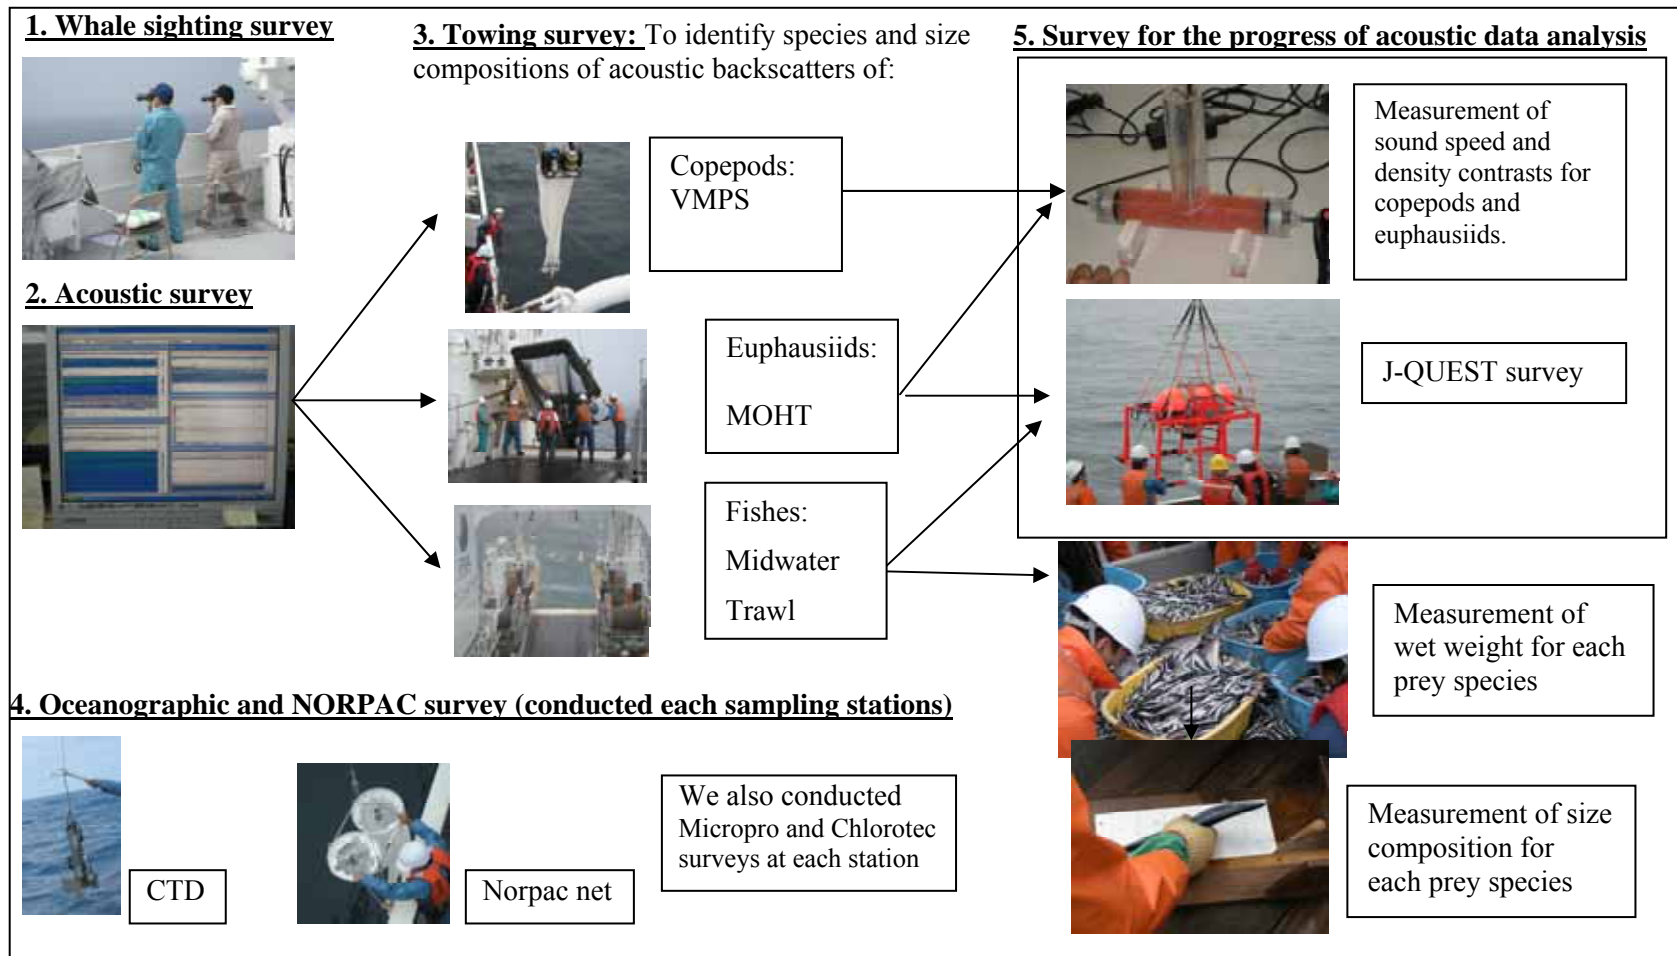 1. Whale sighting survey
2. Acoustic survey
3. Towing survey: To identify species and size
compositions of acoustic backscatters of:
Copepods:
VMPS
Euphausiids:
MOHT
Fishes:
Midwater
Trawl
4. Oceanographic and NORPAC survey (conducted each sampling stations)
CTD
Norpac net
We also conducted
Micropro and Chlorotec
surveys at each station
5. Survey for the progress of acoustic data analysis
Measurement of
sound speed and
density contrasts for
copepods and
euphausiids.
J-QUEST survey
Measurement of
wet weight for each
prey species
Measurement of size
composition for
each prey species